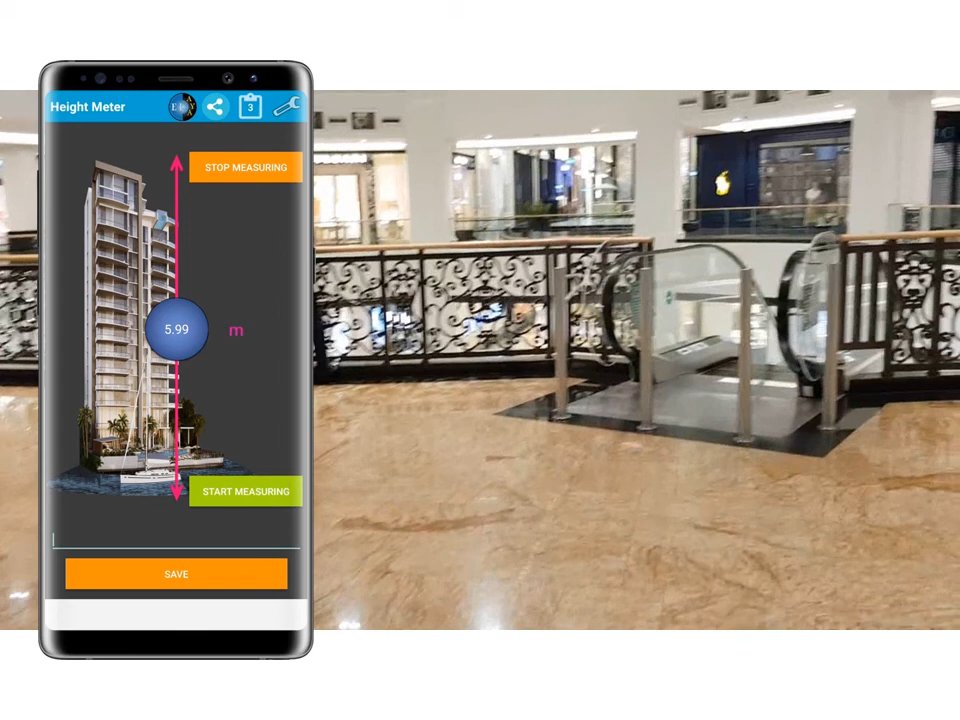 Height Meter
3
STOP MEASURING
5.99
m
START MEASURING
SAVE